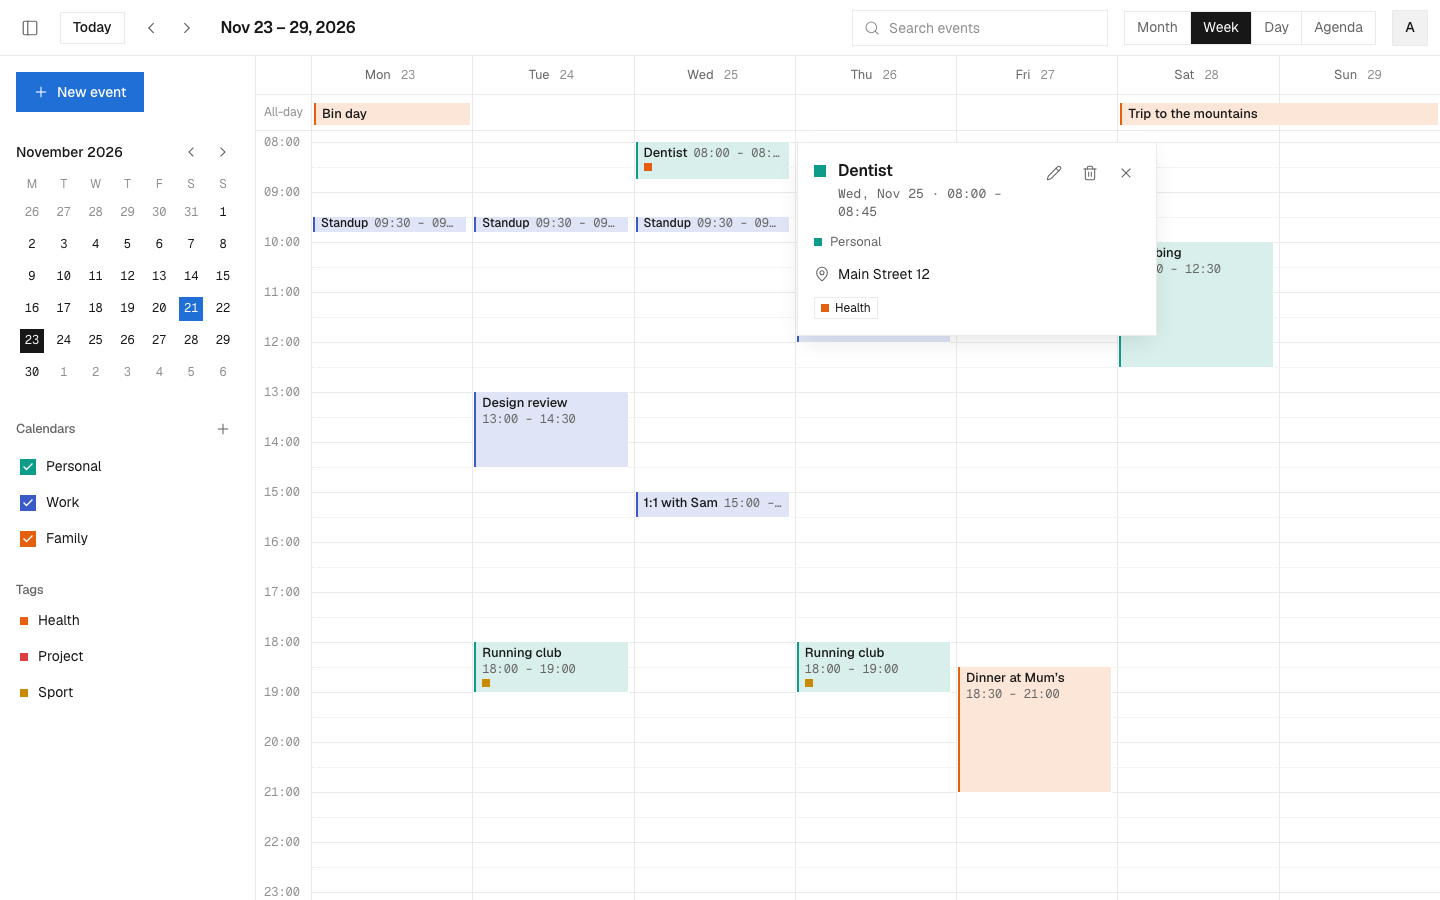 Today
Nov 23 – 29, 2026
Search events
Month
Week
Day
Agenda
A
New event
November 2026
M T W T F S S
26 27 28 29 30 31 1
2 3 4 5 6 7 8
9 10 11 12 13 14 15
16 17 18 19 20 21 22
23 24 25 26 27 28 29
30 1 2 3 4 5 6
Calendars
Personal
Work
Family
Tags
Health
Project
Sport
Mon 23
Tue 24
Wed 25
Thu 26
Fri 27
Sat 28
Sun 29
All-day
Bin day
Trip to the mountains
08:00
09:00
10:00
11:00
12:00
13:00
14:00
15:00
16:00
17:00
18:00
19:00
20:00
21:00
22:00
23:00
Standup 09:30 – 09…
Standup 09:30 – 09…
Design review
13:00 – 14:30
Running club
18:00 – 19:00
Dentist 08:00 – 08:…
Standup 09:30 – 09…
1:1 with Sam 15:00 –…
Dentist
Wed, Nov 25 · 08:00 –
08:45
Personal
Main Street 12
Health
Running club
18:00 – 19:00
Dinner at Mum's
18:30 – 21:00
bing
0 – 12:30